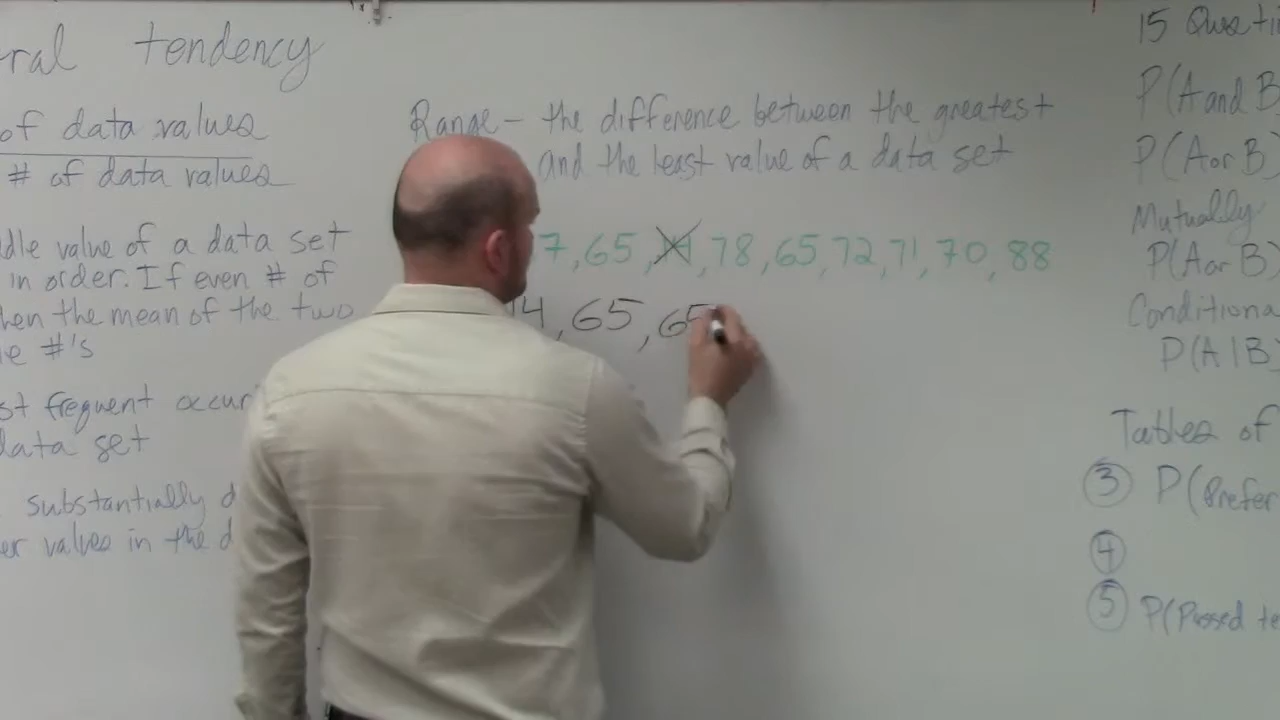 ral tendency
of data values
# of data values
dle value of a data set
in order. If even # of
hen the mean of the two
le #'s
st frequent occur
data set
substantially d
er values in the d
Range - the difference between the greatest
and the least value of a data set
7, 65, , 78, 65, 72, 71, 70, 88
14, 65, 65
15 Questi
P(A and B
P(A or B)
Mutually
P(A or B)
Conditiona
P(A|B)
Tables of
③ P(Prefer
④
⑤ P(Passed te